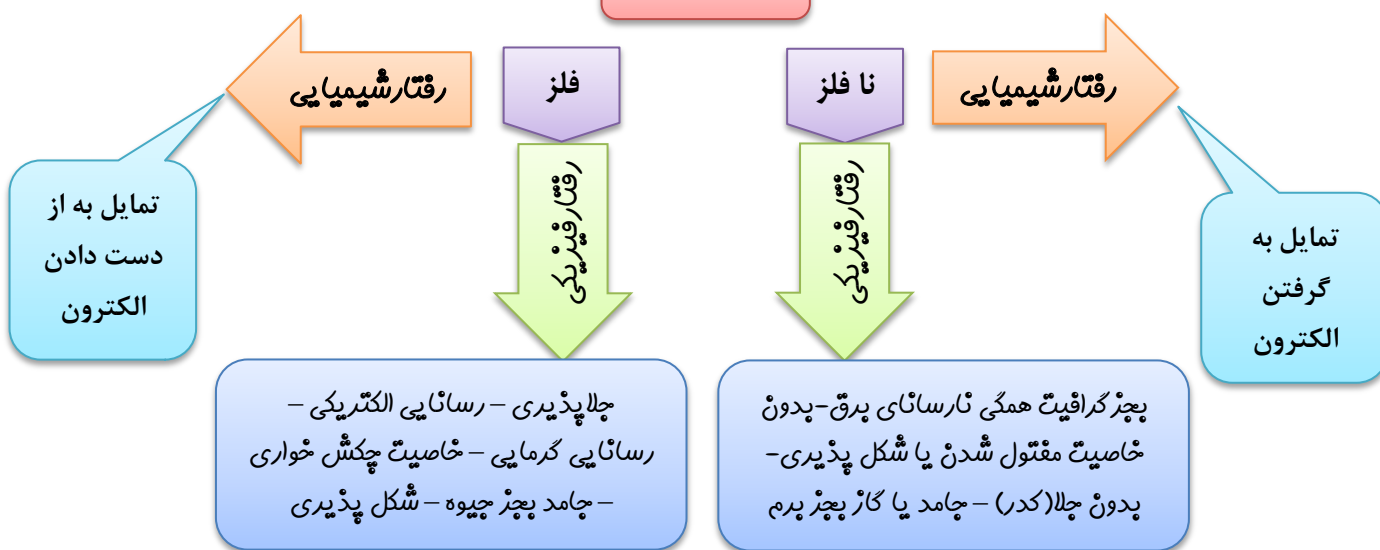 رفتارشیمیایی
نا فلز
فلز
رفتارشیمیایی
تمایل به
گرفتن
الکترون
رفتارفیزیکی
رفتارفیزیکی
تمایل به از
دست دادن
الکترون
بجز گرافیت همگی نارسانای برق-بدون
خاصیت مفتول شدن یا شکل پذیری-
بدون جلا(کدر) – جامد یا گاز بجز برم
جلاپذیری – رسانایی الکتریکی –
رسانایی گرمایی – خاصیت چکش خواری
– جامد بجز جیوه – شکل پذیری